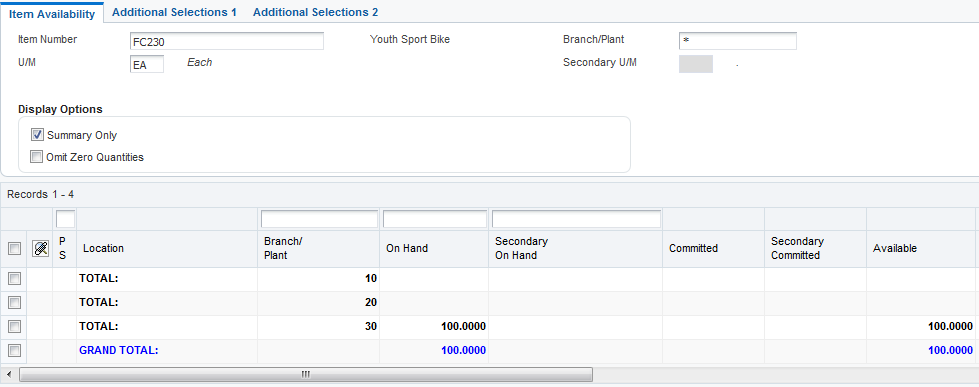 Item Availability Additional Selections 1 Additional Selections 2
Item Number FC230 Youth Sport Bike Branch/Plant *
U/M EA Each Secondary U/M .
Display Options
Summary Only
Omit Zero Quantities
Records 1 - 4
P S Location Branch/ Plant On Hand Secondary On Hand Committed Secondary Committed Available
TOTAL: 10
TOTAL: 20
TOTAL: 30 100.0000 100.0000
GRAND TOTAL: 100.0000 100.0000